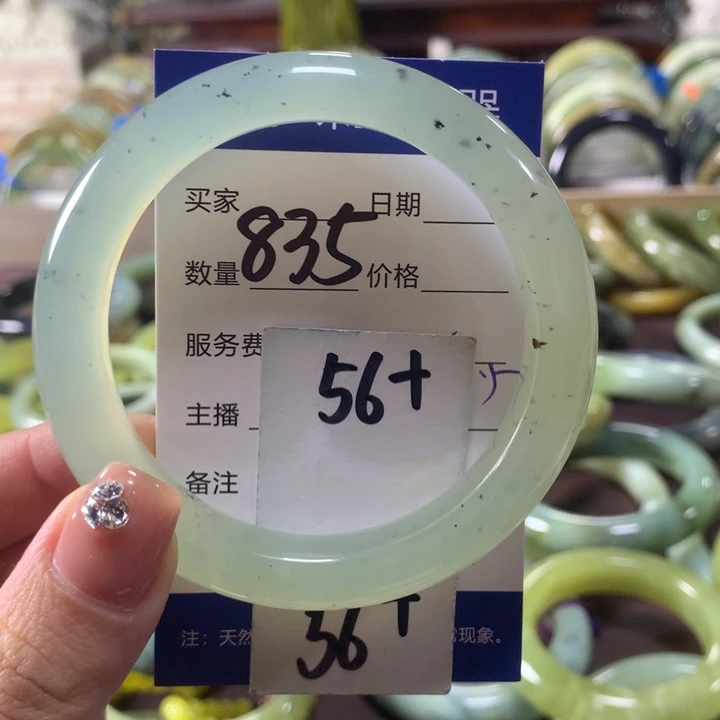 买家 日期
数量 835 价格
服务费
56+
主播
备注
56+
注：天然 现象。